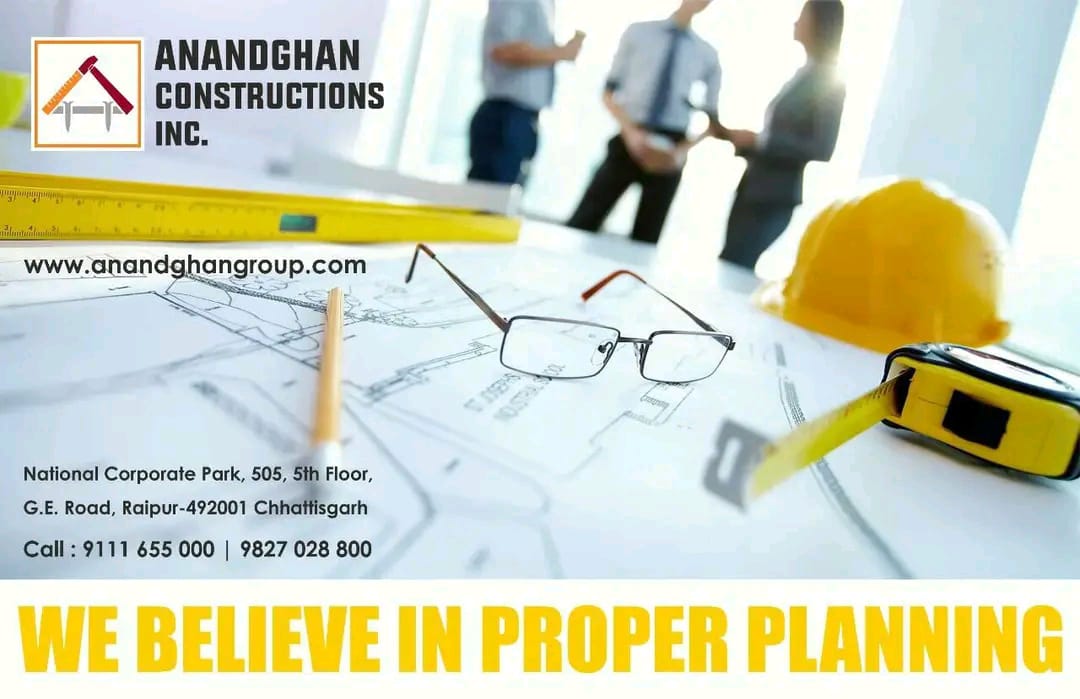 ANANDGHAN
CONSTRUCTIONS
INC.
www.anandghangroup.com
National Corporate Park, 505, 5th Floor,
G.E. Road, Raipur-492001 Chhattisgarh
Call : 9111 655 000 | 9827 028 800
WE BELIEVE IN PROPER PLANNING